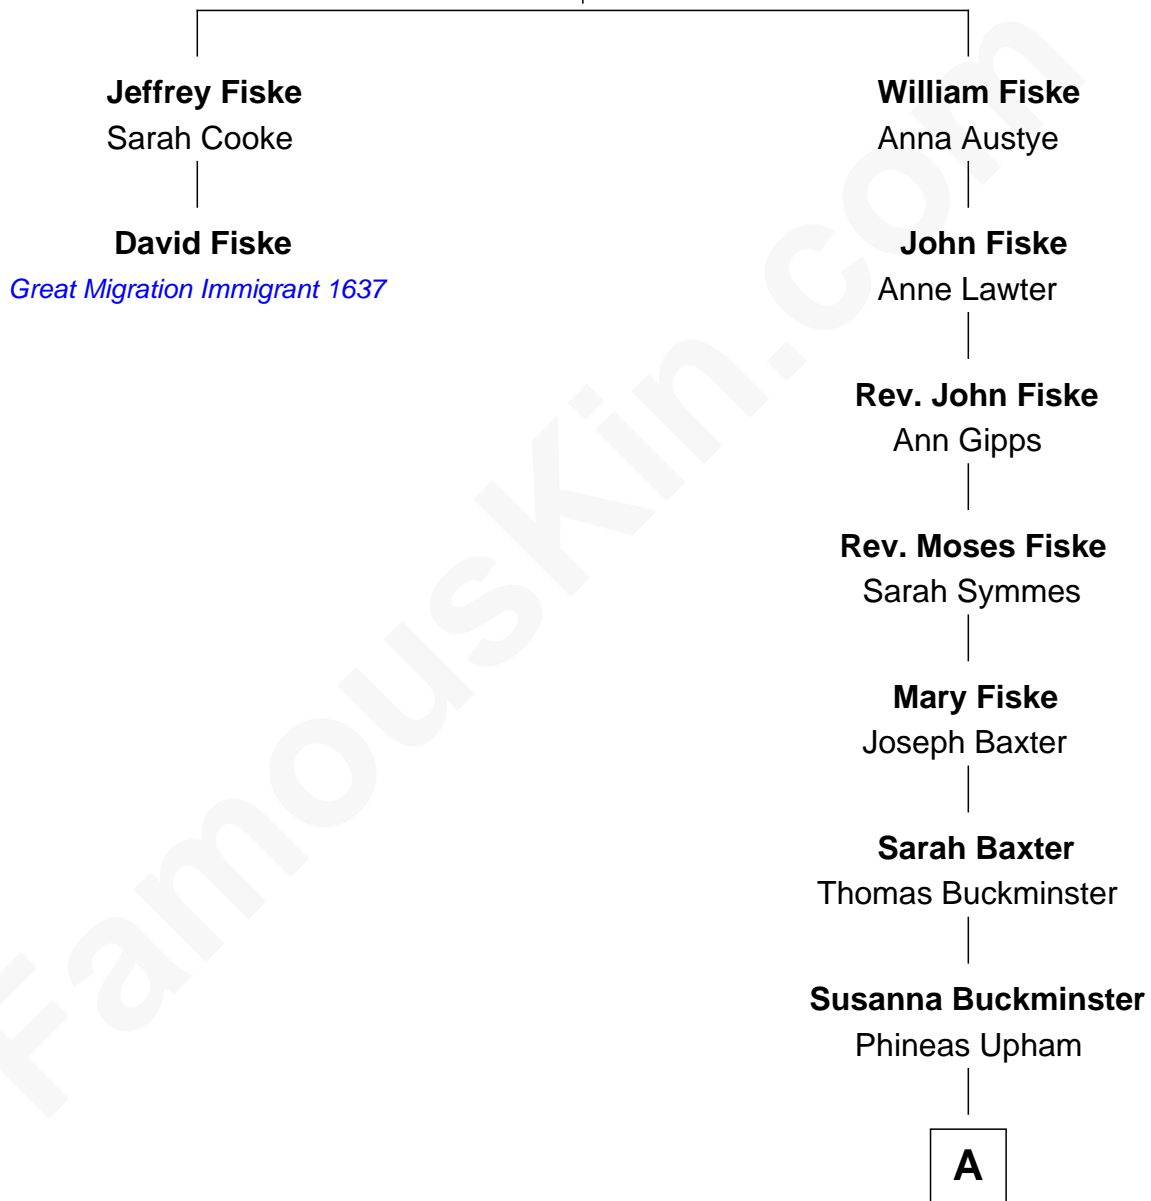 Jeffrey Fiske
Sarah Cooke
David Fiske
Great Migration Immigrant 1637
William Fiske
Anna Austye
John Fiske
Anne Lawter
Rev. John Fiske
Ann Gipps
Rev. Moses Fiske
Sarah Symmes
Mary Fiske
Joseph Baxter
Sarah Baxter
Thomas Buckminster
Susanna Buckminster
Phineas Upham
A
FamousKin.com